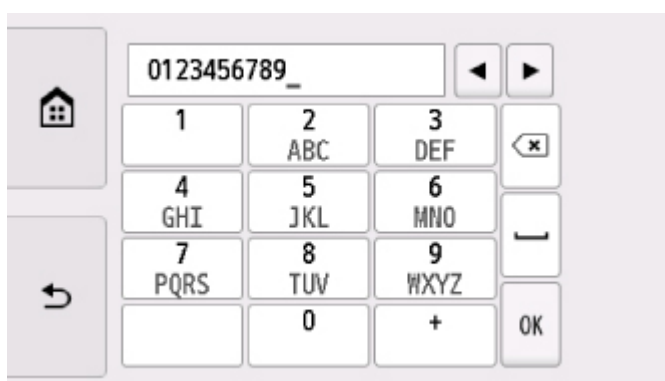 0123456789_
1 2 3
ABC DEF
4 5 6
GHI JKL MNO
7 8 9
PQRS TUV WXYZ
0 +
OK